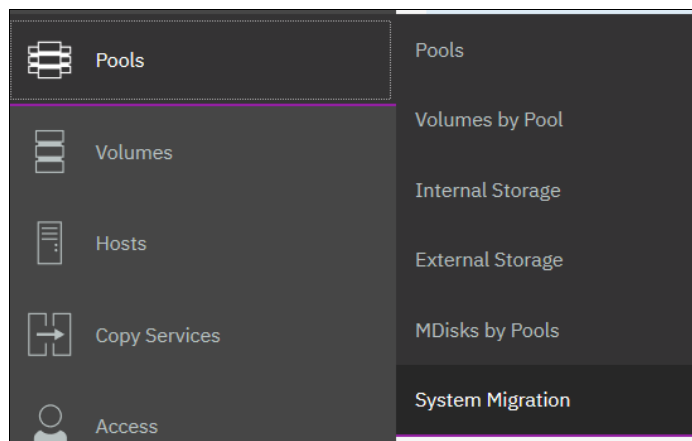 Pools
Volumes
Hosts
Copy Services
Access
Pools
Volumes by Pool
Internal Storage
External Storage
MDisks by Pools
System Migration